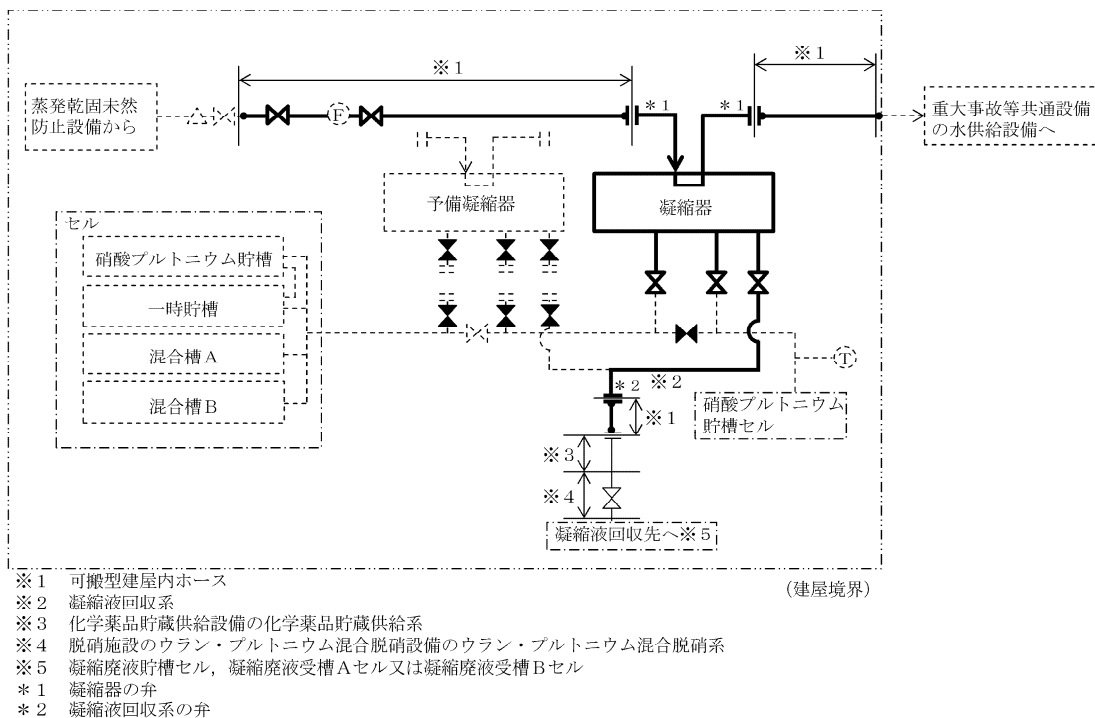 ※1
※1
蒸発乾固未然
防止設備から
F
*1
*1
重大事故等共通設備
の水供給設備へ
予備凝縮器
凝縮器
セル
硝酸プルトニウム貯槽
一時貯槽
混合槽A
混合槽B
T
*2
※2
※1
硝酸プルトニウム
貯槽セル
※3
※4
凝縮液回収先へ※5
(建屋境界)
※1 可搬型建屋内ホース
※2 凝縮液回収系
※3 化学薬品貯蔵供給設備の化学薬品貯蔵供給系
※4 脱硝施設のウラン・プルトニウム混合脱硝設備のウラン・プルトニウム混合脱硝系
※5 凝縮廃液貯槽セル，凝縮廃液受槽Aセル又は凝縮廃液受槽Bセル
*1 凝縮器の弁
*2 凝縮液回収系の弁